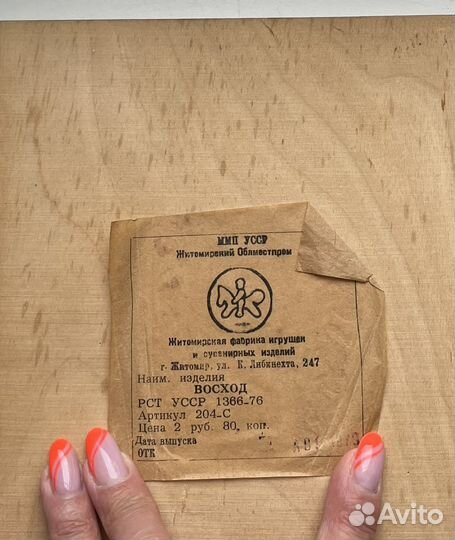 ММП УССР
Житомирский Облместпром
Житомирская фабрика игрушек
и сувенирных изделий
г. Житомир, ул. К. Либкнехта, 247
Наим. изделия
ВОСХОД
РСТ УССР 1366-76
Артикул 204-С
Цена 2 руб. 80, коп.
Дата выпуска
ОТК
Avito